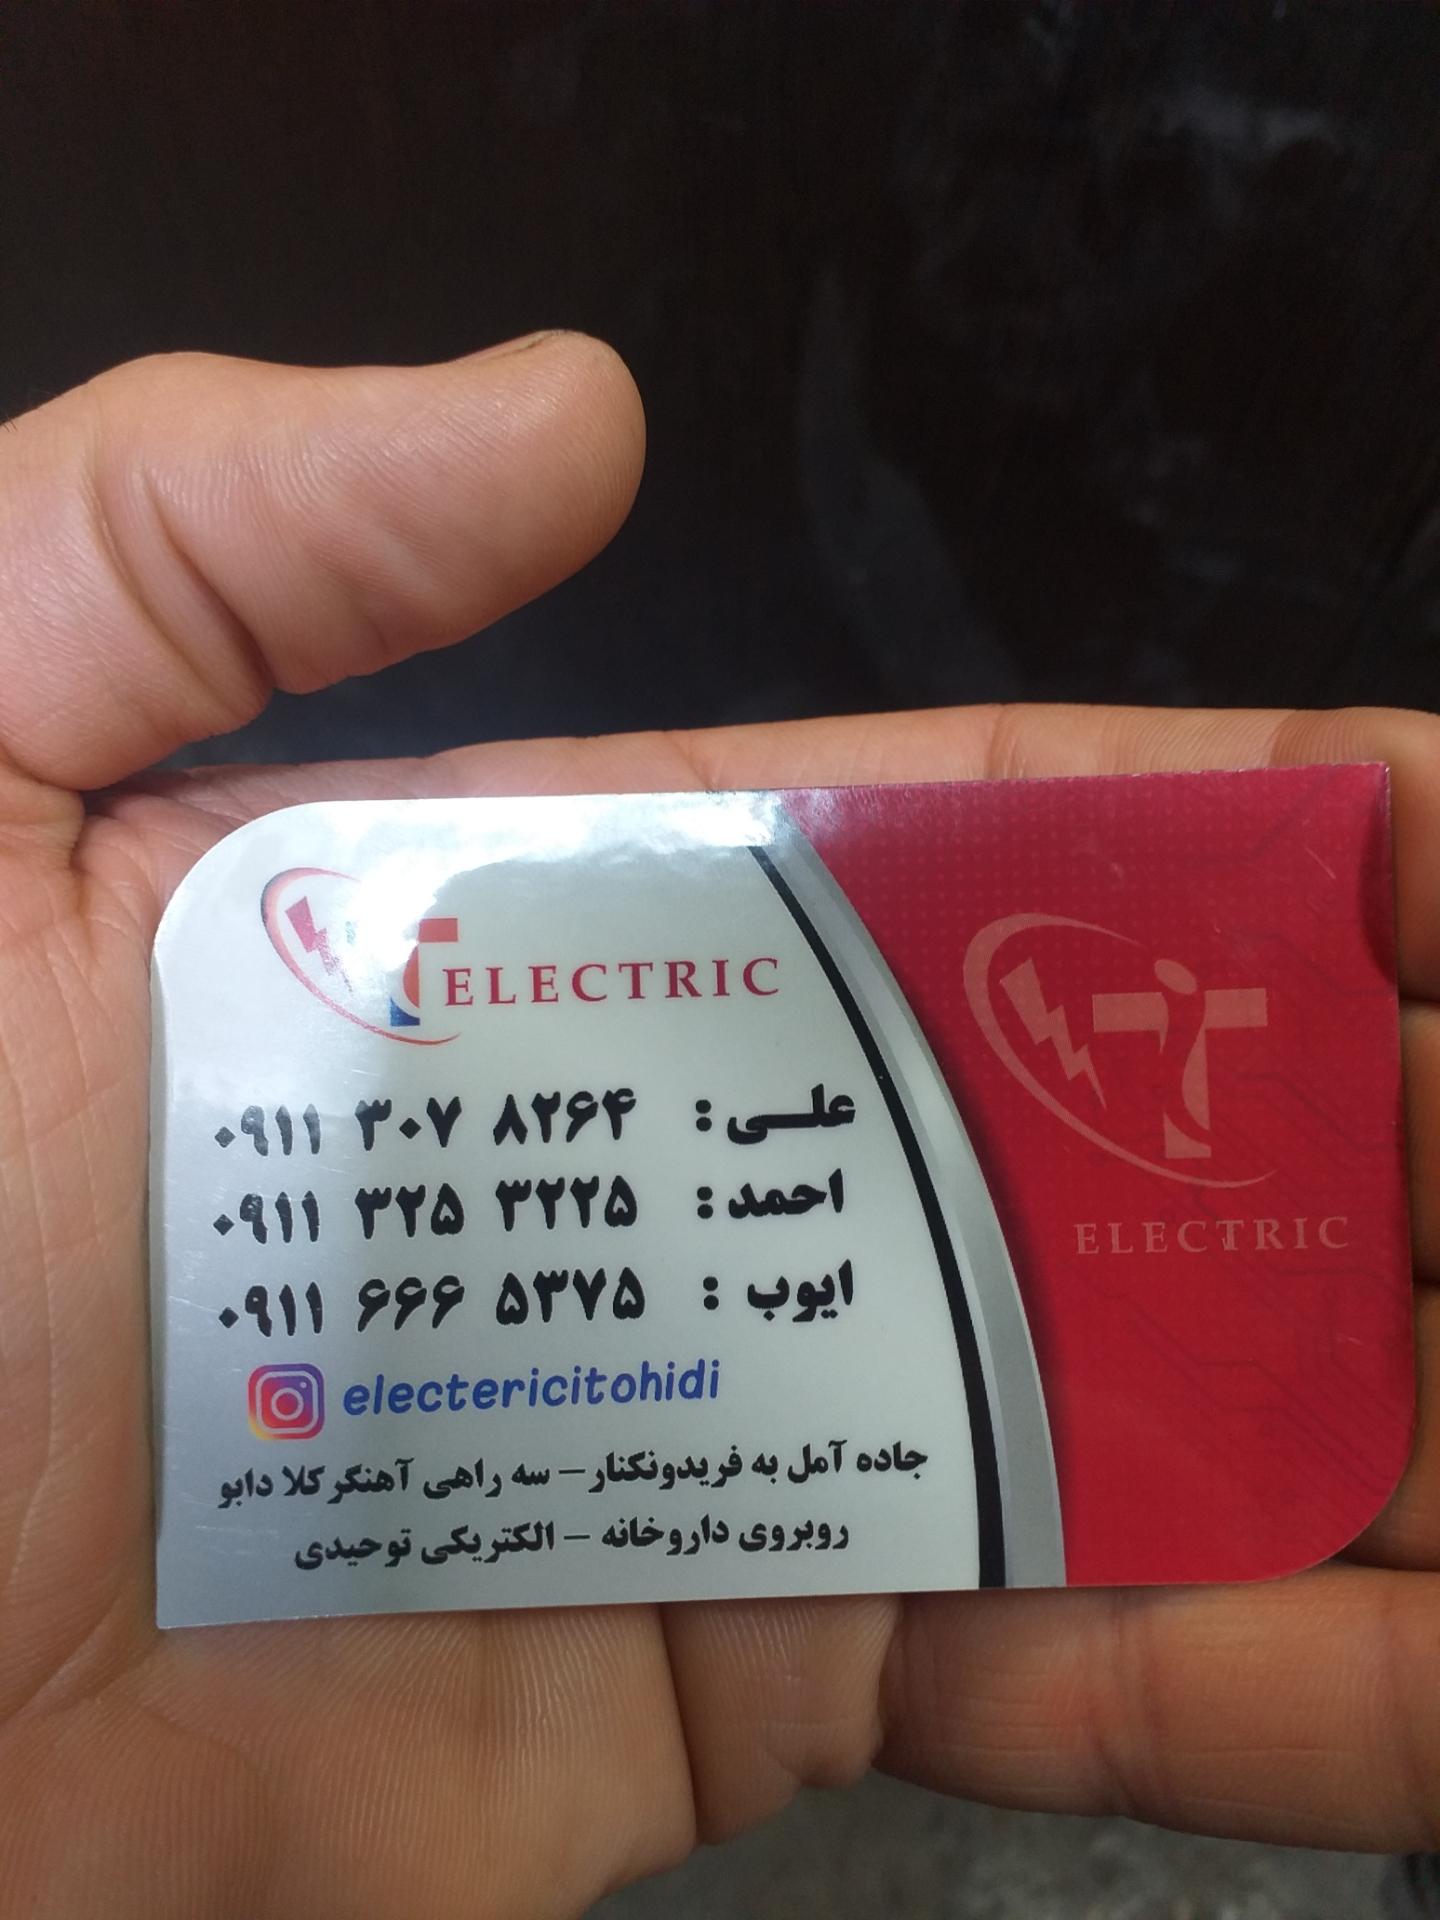 T ELECTRIC
علی : ۰۹۱۱ ۳۰۷ ۸۲۶۴
احمد : ۰۹۱۱ ۳۲۵ ۳۲۲۵
ایوب : ۰۹۱۱ ۶۶۶ ۵۳۷۵
electericitohidi
جاده آمل به فریدونکنار – سه راهی آهنگر کلا دابو
روبروی داروخانه – الکتریکی توحیدی
T
ELECTRIC